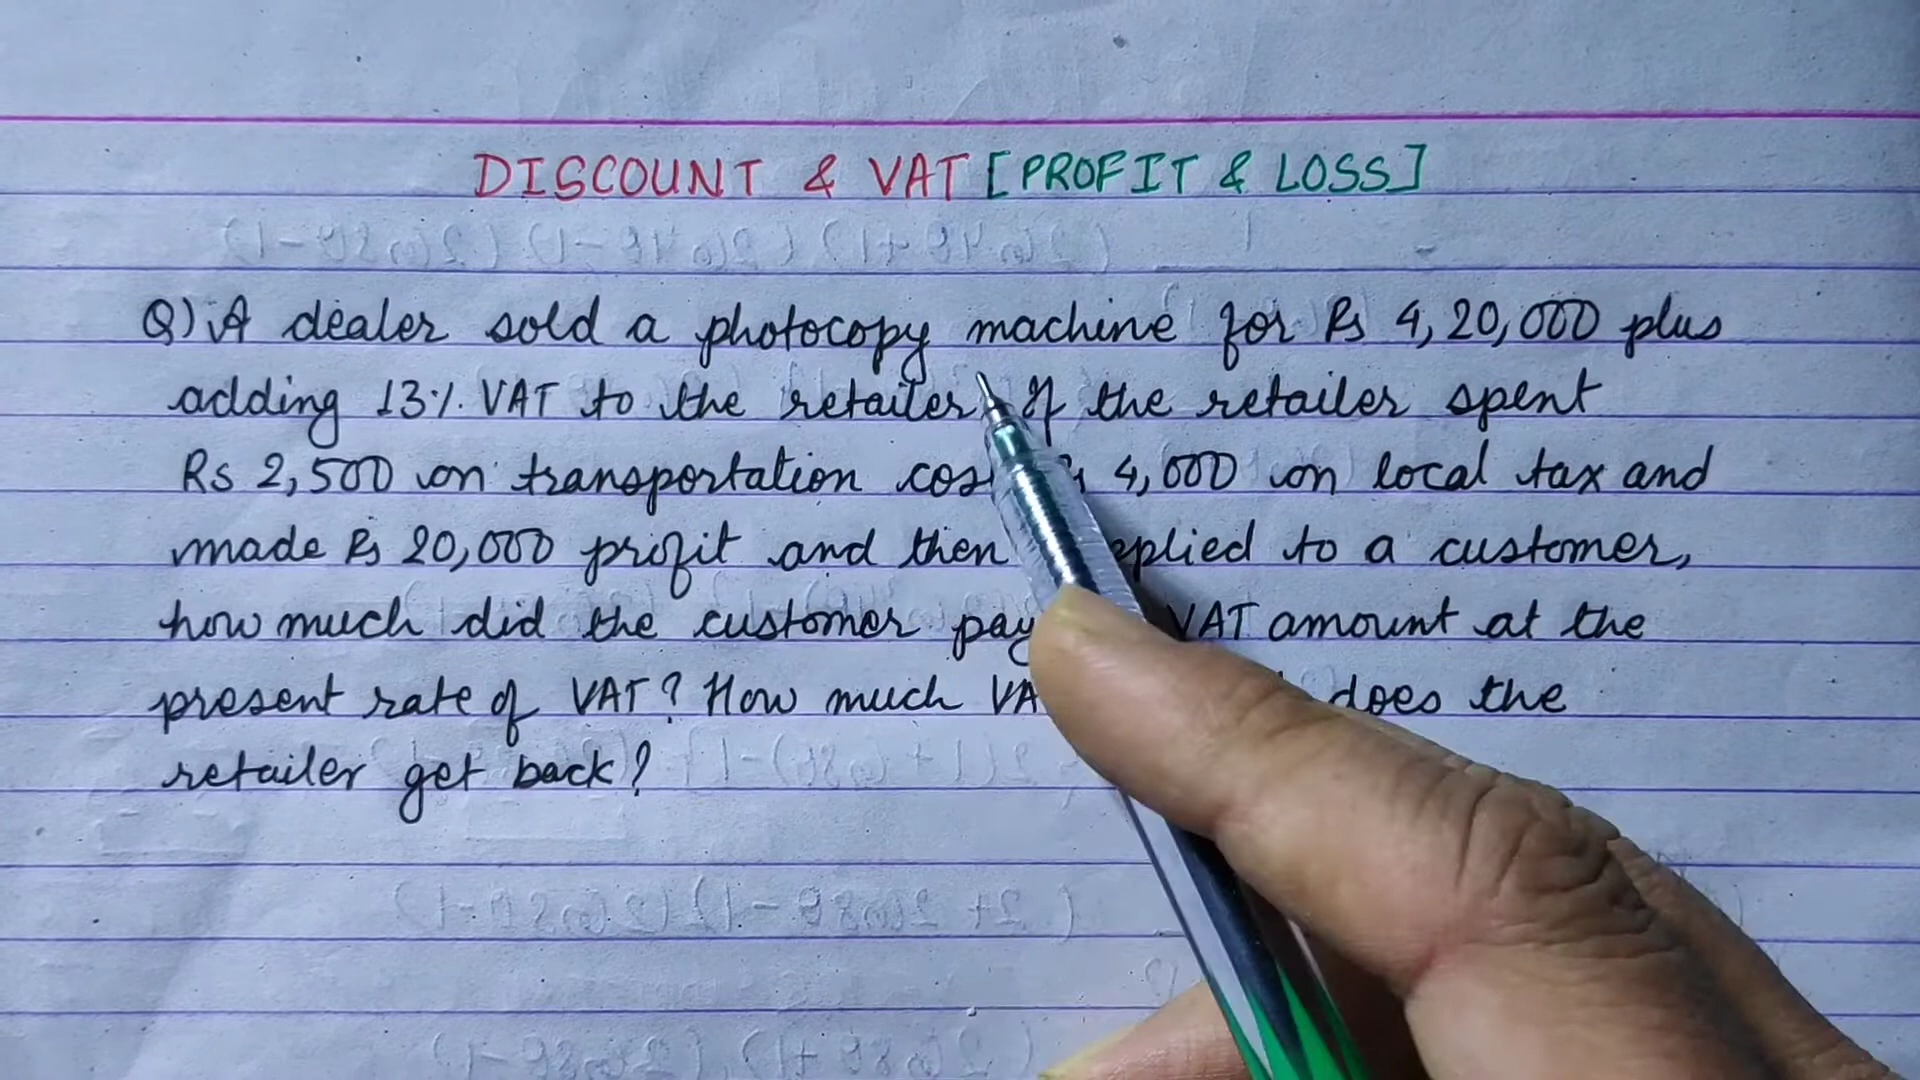 DISCOUNT & VAT [PROFIT & LOSS]
Q) A dealer sold a photocopy machine for Rs 4,20,000 plus
adding 13% VAT to the retailer. If the retailer spent
Rs 2,500 on transportation 4,000 on local tax and
made Rs 20,000 profit and then to a customer,
how much did the customer VAT amount at the
present rate of VAT? How much does the
retailer get back?